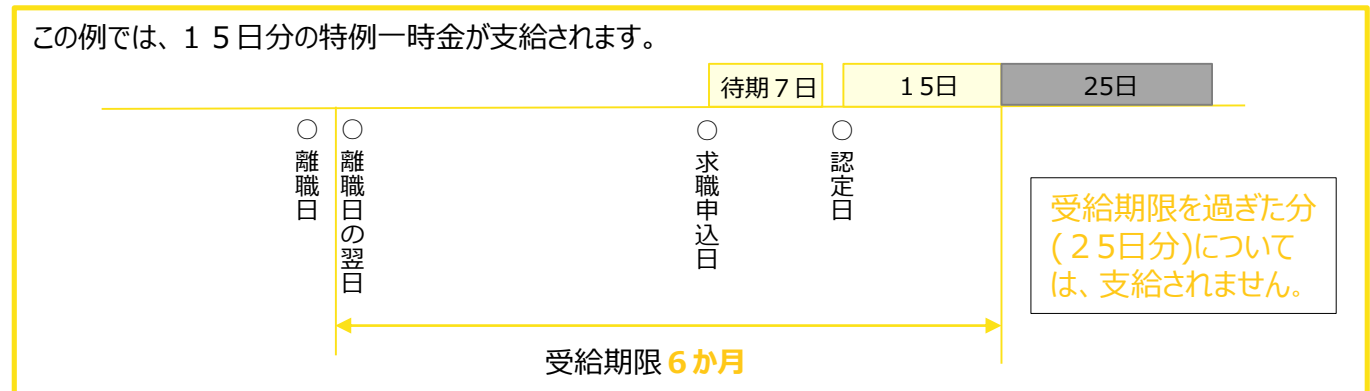 この例では、１５日分の特例一時金が支給されます。
待期７日
１５日
25日
○離職日
○離職日の翌日
○求職申込日
○認定日
受給期限を過ぎた分
(２５日分)について
は、支給されません。
受給期限６か月